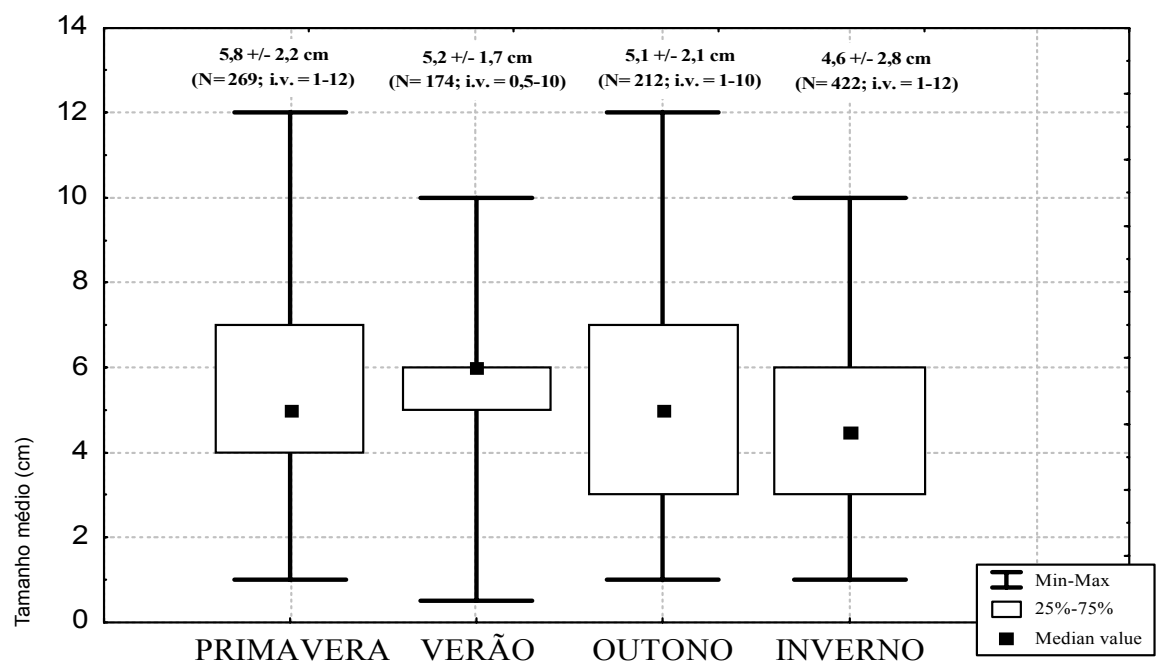 14
5,8 +/- 2,2 cm
(N= 269; i.v. = 1-12)
5,2 +/- 1,7 cm
(N= 174; i.v. = 0,5-10)
5,1 +/- 2,1 cm
(N= 212; i.v. = 1-10)
4,6 +/- 2,8 cm
(N= 422; i.v. = 1-12)
12
10
8
6
4
2
0
Tamanho médio (cm)
PRIMAVERA
VERÃO
OUTONO
INVERNO
Min-Max
25%-75%
Median value